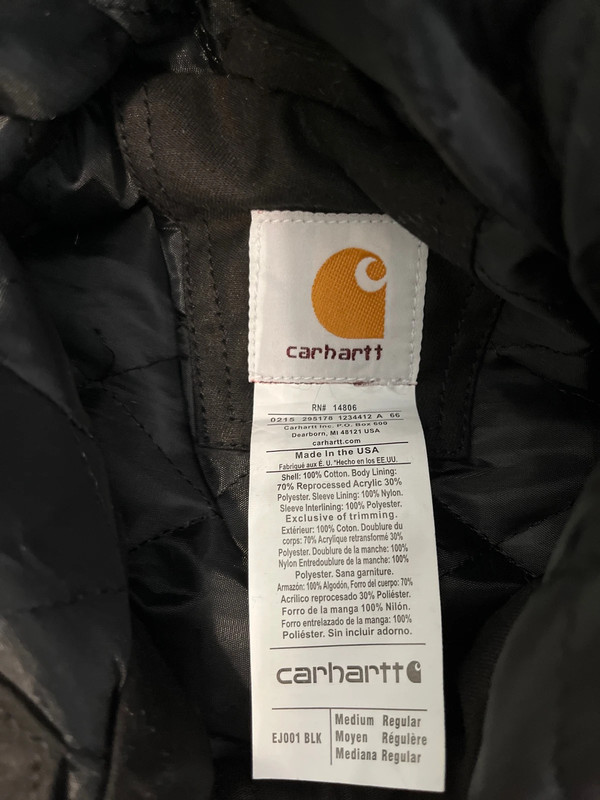 carhartt
RN# 14806
0215 295178 1234412 A 66
Carhartt Inc. P.O. Box 600
Dearborn, MI 48121 USA
carhartt.com
Made In the USA
Fabriqué aux É. U. "Hecho en los EE.UU.
Shell: 100% Cotton. Body Lining:
70% Reprocessed Acrylic 30%
Polyester. Sleeve Lining: 100% Nylon.
Sleeve Interlining: 100% Polyester.
Exclusive of trimming.
Extérieur: 100% Coton. Doublure du
corps: 70% Acrylique retransformé 30%
Polyester. Doublure de la manche: 100%
Nylon Entredoublure de la manche: 100%
Polyester. Sana garniture.
Armazón: 100% Algodón, Forro del cuerpo: 70%
Acrílico reprocesado 30% Poliéster.
Forro de la manga 100% Nilón.
Forro entrelazado de la manga: 100%
Poliéster. Sin incluir adorno.
carhartt
EJ001 BLK
Medium Regular
Moyen Régulère
Mediana Regular